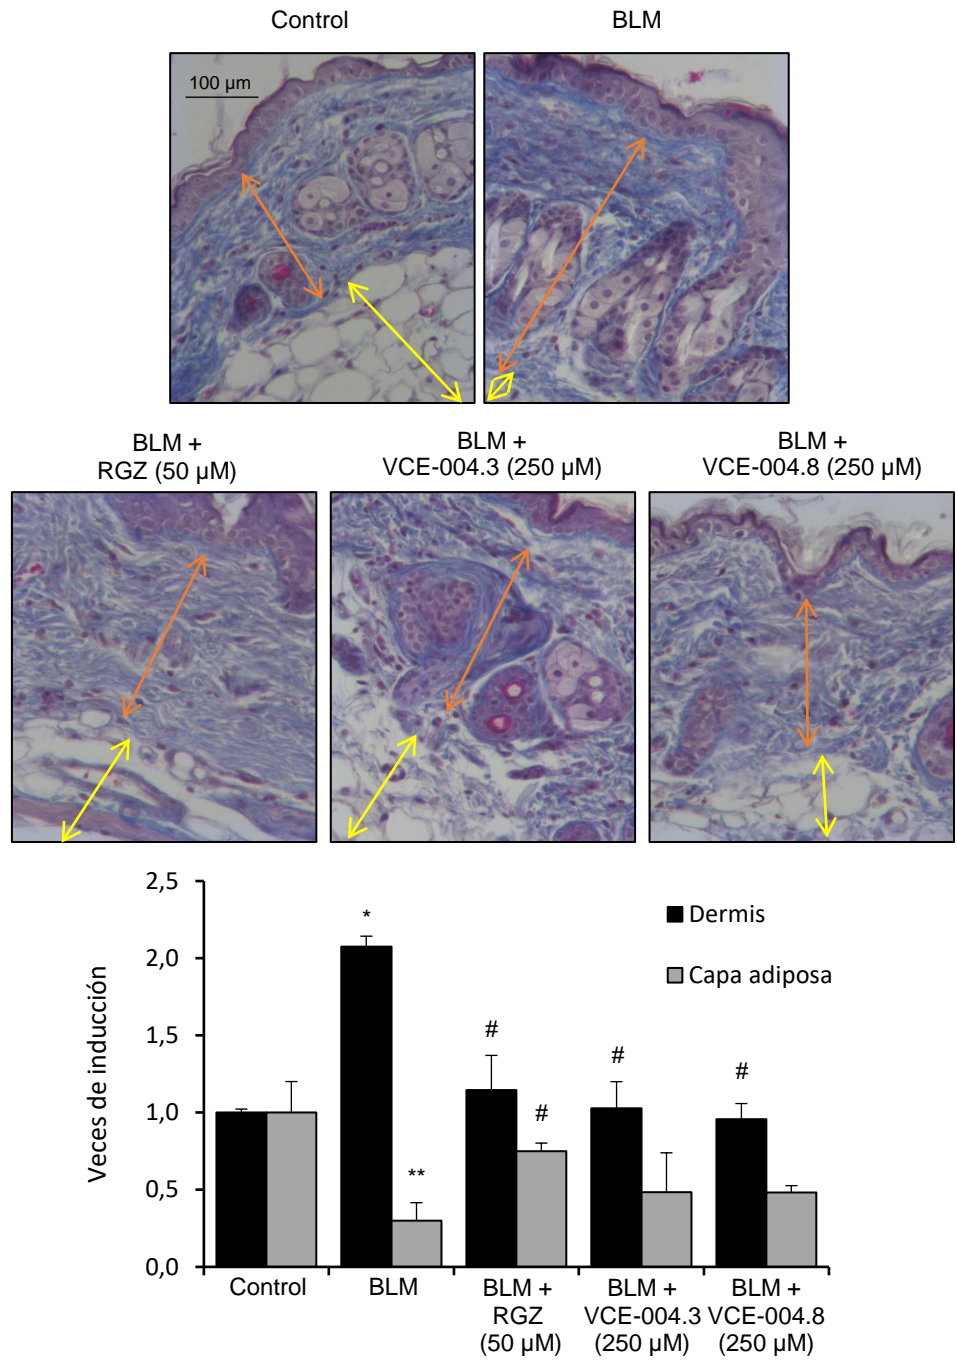 Control
BLM
100 µm
BLM +
RGZ (50 µM)
BLM +
VCE-004.3 (250 µM)
BLM +
VCE-004.8 (250 µM)
Veces de inducción
2,5
2,0
1,5
1,0
0,5
0,0
*
**
#
#
#
#
Dermis
Capa adiposa
Control
BLM
BLM +
RGZ
(50 µM)
BLM +
VCE-004.3
(250 µM)
BLM +
VCE-004.8
(250 µM)